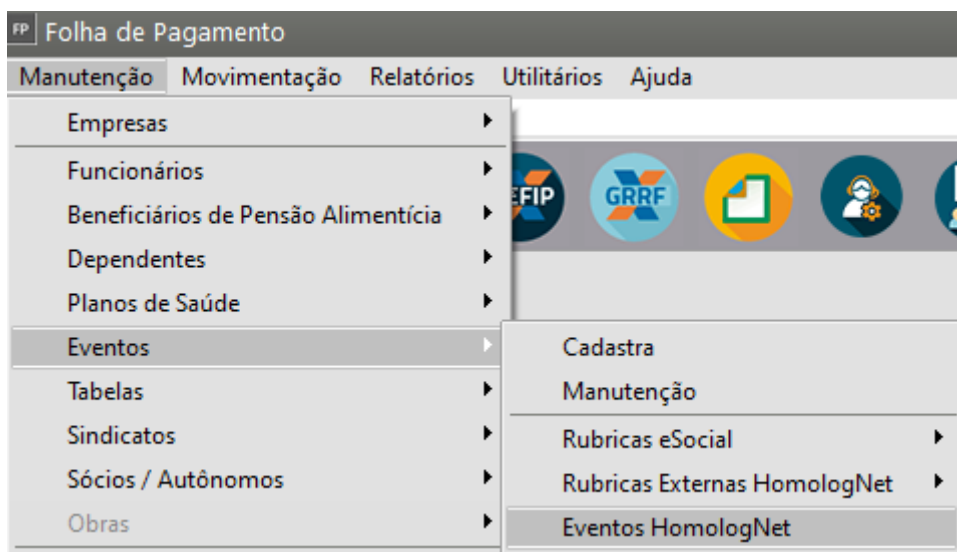 FP Folha de Pagamento
Manutenção Movimentação Relatórios Utilitários Ajuda
Empresas
Funcionários
EFIP GRRF
Beneficiários de Pensão Alimentícia
Dependentes
Planos de Saúde
Eventos
Cadastra
Tabelas
Manutenção
Sindicatos
Rubricas eSocial
Sócios / Autônomos
Rubricas Externas HomologNet
Obras
Eventos HomologNet